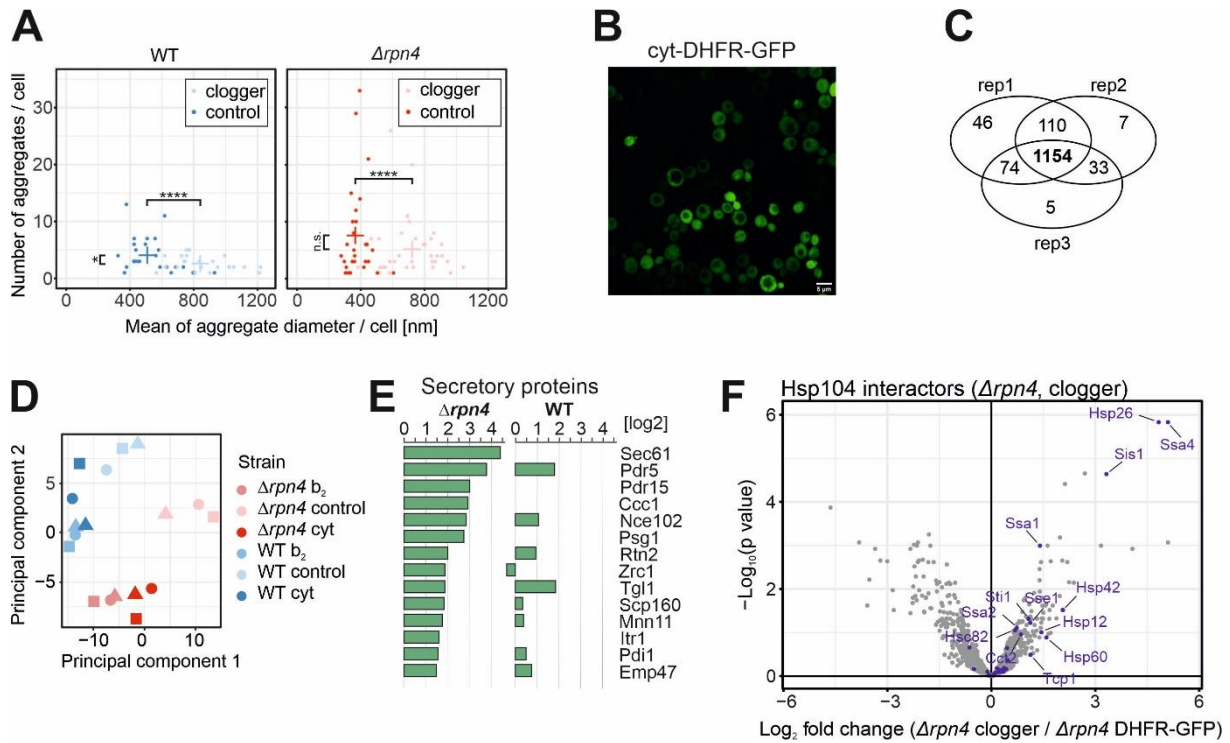 A
WT
Δrpn4
clogger
control
clogger
control
Number of aggregates / cell
30
20
10
0
****
*
****
n.s.
0 400 800 1200
0 400 800 1200
Mean of aggregate diameter / cell [nm]
B
cyt-DHFR-GFP
5 µm
C
rep1
rep2
46
110
7
1154
74
33
5
rep3
D
Principal component 2
5
0
−5
−10 0 10
Principal component 1
Strain
Δrpn4 b₂
Δrpn4 control
Δrpn4 cyt
WT b₂
WT control
WT cyt
E
Secretory proteins
Δrpn4 WT
[log2]
0 1 2 3 4
0 1 2 3 4
Sec61
Pdr5
Pdr15
Ccc1
Nce102
Psg1
Rtn2
Zrc1
Tgl1
Scp160
Mnn11
Itr1
Pdi1
Emp47
F
Hsp104 interactors (Δrpn4, clogger)
−Log₁₀(p value)
6
4
2
0
Hsp26
Ssa4
Sis1
Ssa1
Hsp42
Sti1
Sse1
Ssa2
Hsp12
Hsc82
Hsp60
Cct2
Tcp1
−6 −3 0 3 6
Log₂ fold change (Δrpn4 clogger / Δrpn4 DHFR-GFP)